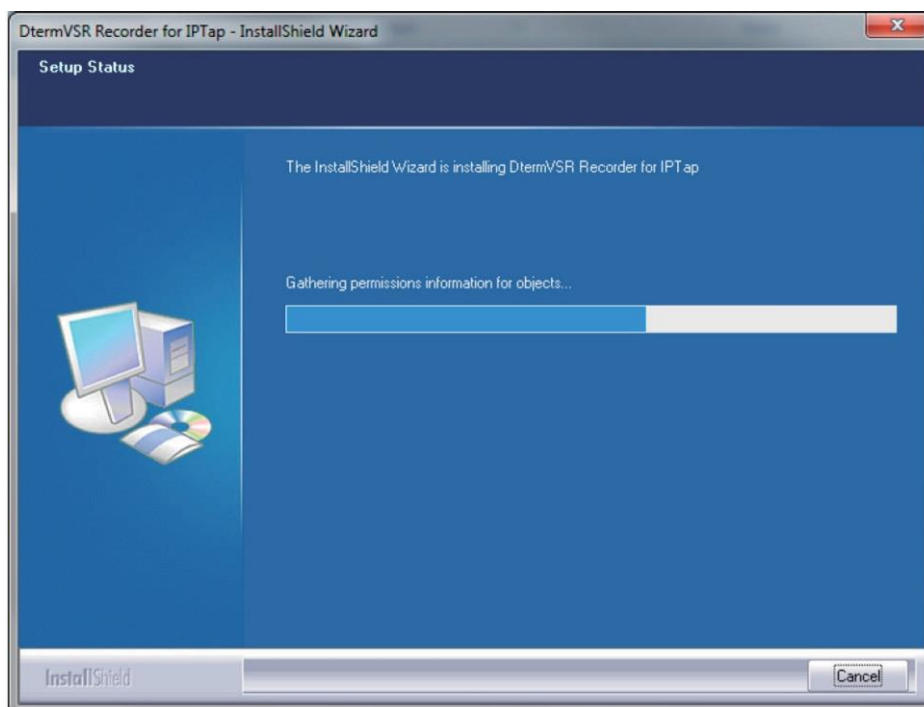 DtermVSR Recorder for IPTap - InstallShield Wizard
Setup Status
The InstallShield Wizard is installing DtermVSR Recorder for IPTap
Gathering permissions information for objects...
InstallShield
Cancel